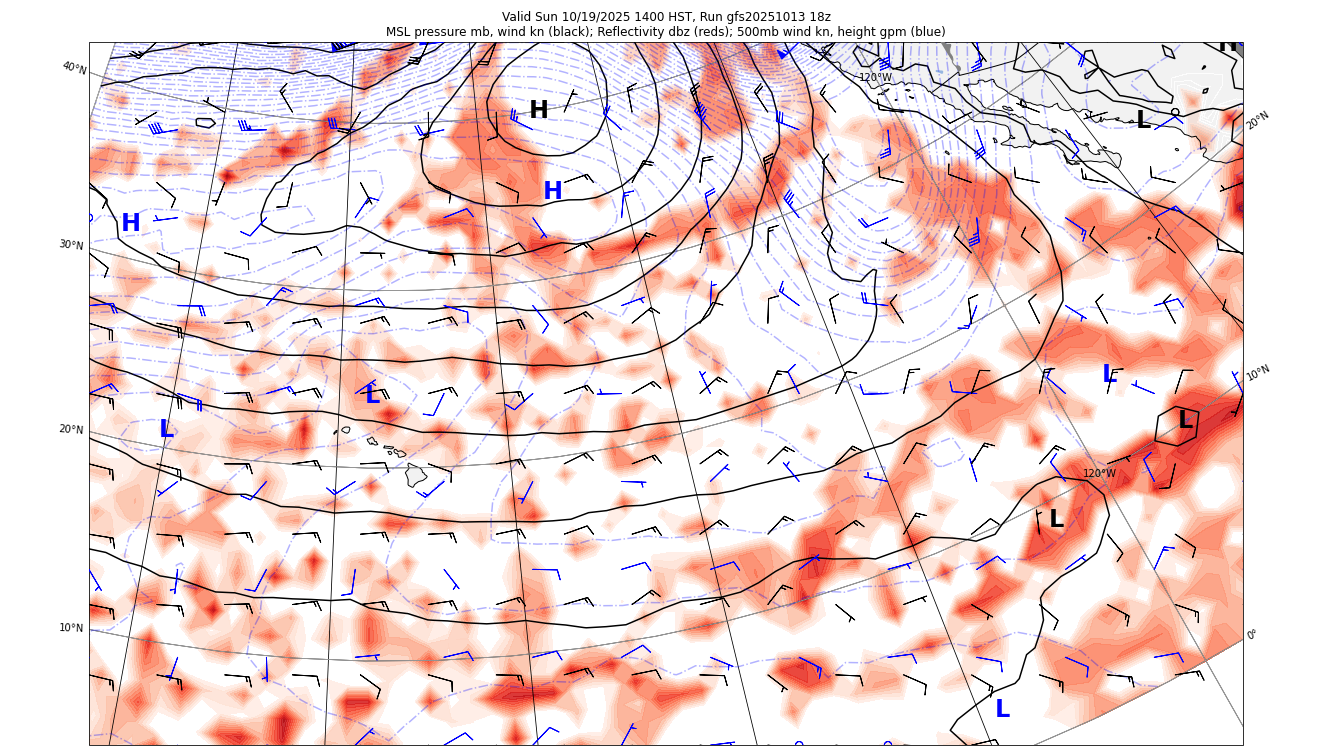 Valid Sun 10/19/2025 1400 HST, Run gfs20251013 18z
MSL pressure mb, wind kn (black); Reflectivity dbz (reds); 500mb wind kn, height gpm (blue)
H
40°N
120°W
H
L
20°N
H
H
30°N
10°N
L
L
L
20°N
L
120°W
L
10°N
0°
L